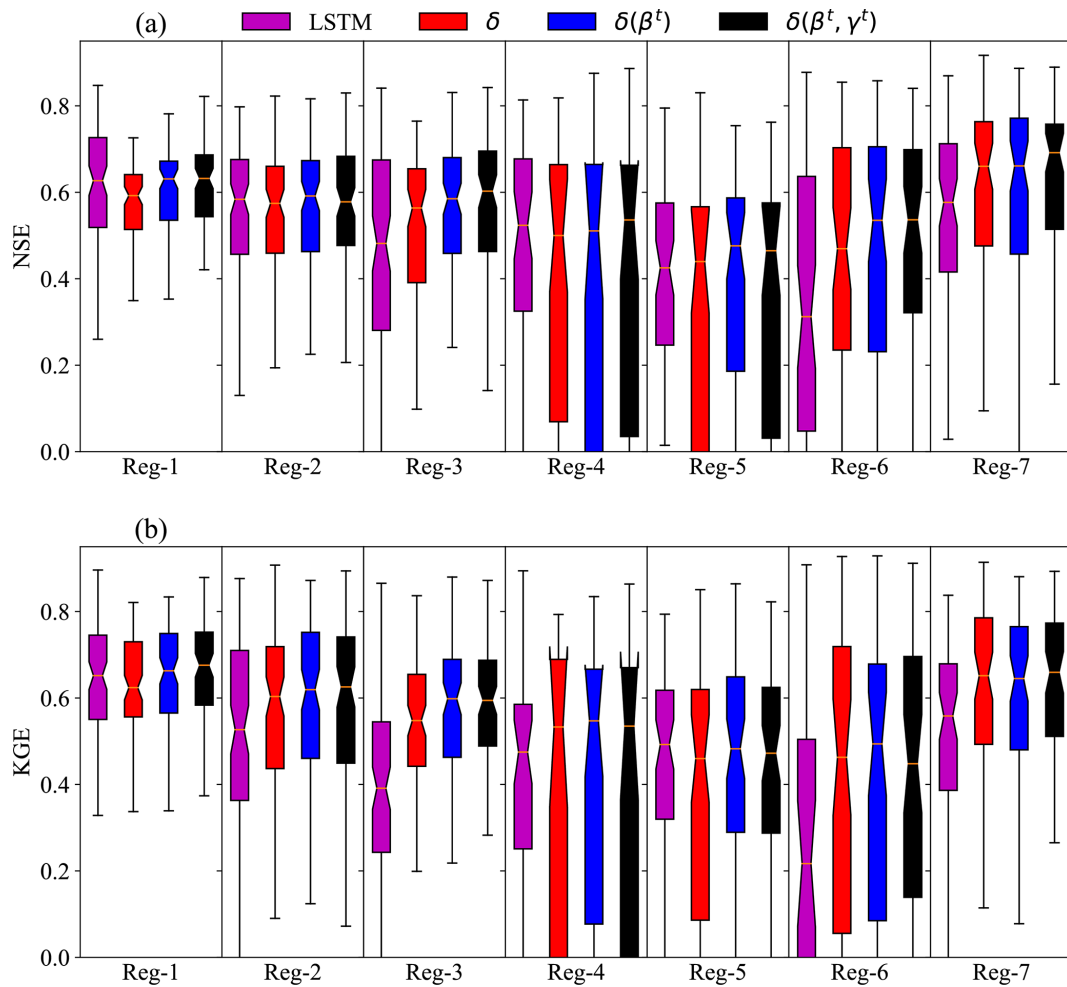 (a)
LSTM δ δ(β^t) δ(β^t, γ^t)
NSE
0.8
0.6
0.4
0.2
0.0
Reg-1 Reg-2 Reg-3 Reg-4 Reg-5 Reg-6 Reg-7
(b)
KGE
0.8
0.6
0.4
0.2
0.0
Reg-1 Reg-2 Reg-3 Reg-4 Reg-5 Reg-6 Reg-7